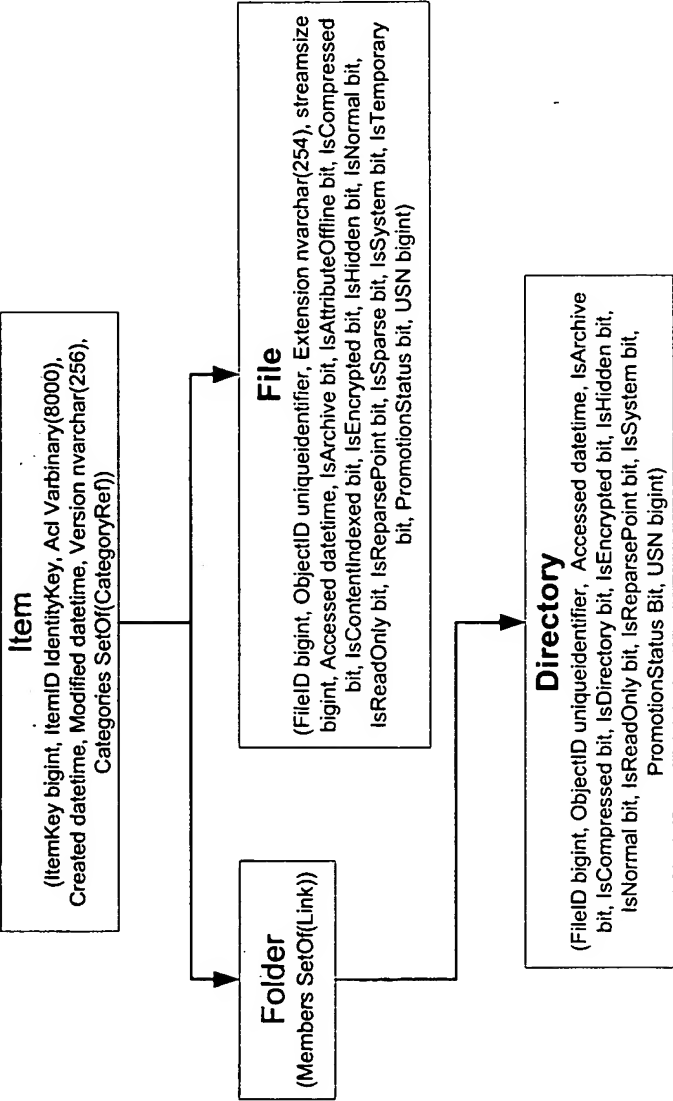 Item
(ItemKey bigint, ItemID IdentityKey, Acl Varbinary(8000),
Created datetime, Modified datetime, Version nvarchar(256),
Categories SetOf(CategoryRef))
Folder
(Members SetOf(Link))
File
(FileID bigint, ObjectID uniqueidentifier, Extension nvarchar(254), streamsize
bigint, Accessed datetime, IsArchive bit, IsAttributeOffline bit, IsCompressed
bit, IsContentIndexed bit, IsEncrypted bit, IsHidden bit, IsNormal bit,
IsReadOnly bit, IsReparsePoint bit, IsSparse bit, IsSystem bit, IsTemporary
bit, PromotionStatus bit, USN bigint)
Directory
(FileID bigint, ObjectID uniqueidentifier, Accessed datetime, IsArchive
bit, IsCompressed bit, IsDirectory bit, IsEncrypted bit, IsHidden bit,
IsNormal bit, IsReadOnly bit, IsReparsePoint bit, IsSystem bit,
PromotionStatus Bit, USN bigint)